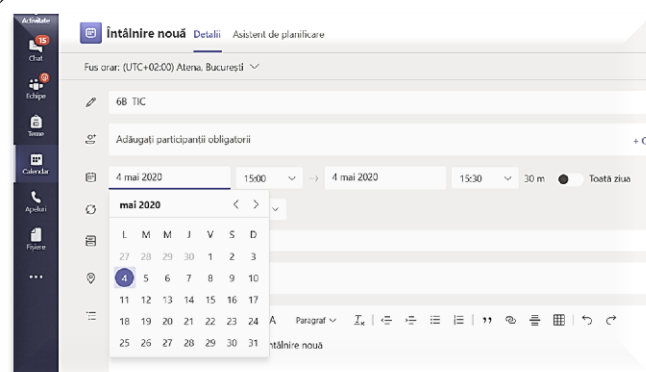 Activitate
15
Chat
Echipe
Teme
Calendar
Apeluri
Fișiere
Întâlnire nouă Detalii Asistent de planificare
Fus orar: (UTC+02:00) Atena, București
6B TIC
Adăugați participanții obligatorii
4 mai 2020 15:00 → 4 mai 2020 15:30 30 m Toată ziua
mai 2020
L M M J V S D
27 28 29 30 1 2 3
4 5 6 7 8 9 10
11 12 13 14 15 16 17
18 19 20 21 22 23 24
25 26 27 28 29 30 31
A Paragraf
întâlnire nouă